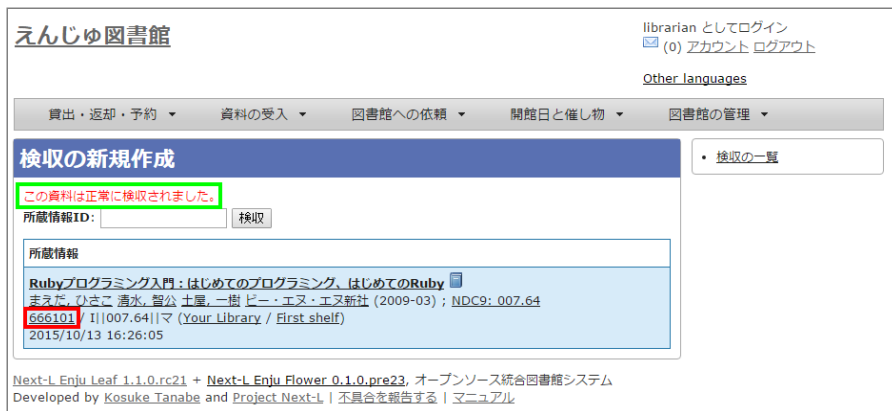 えんじゅ図書館
librarian としてログイン
(0) アカウント ログアウト
Other languages
貸出・返却・予約 ▼ 資料の受入 ▼ 図書館への依頼 ▼ 開館日と催し物 ▼ 図書館の管理 ▼
検収の新規作成
この資料は正常に検収されました。
所蔵情報ID: 検収
所蔵情報
Rubyプログラミング入門 : はじめてのプログラミング、はじめてのRuby
まえだ, ひさこ 清水, 智公 土屋, 一樹 ビー・エヌ・エヌ新社 (2009-03) ; NDC9: 007.64
666101 / I||007.64||マ (Your Library / First shelf)
2015/10/13 16:26:05
• 検収の一覧
Next-L Enju Leaf 1.1.0.rc21 + Next-L Enju Flower 0.1.0.pre23, オープンソース統合図書館システム
Developed by Kosuke Tanabe and Project Next-L | 不具合を報告する | マニュアル